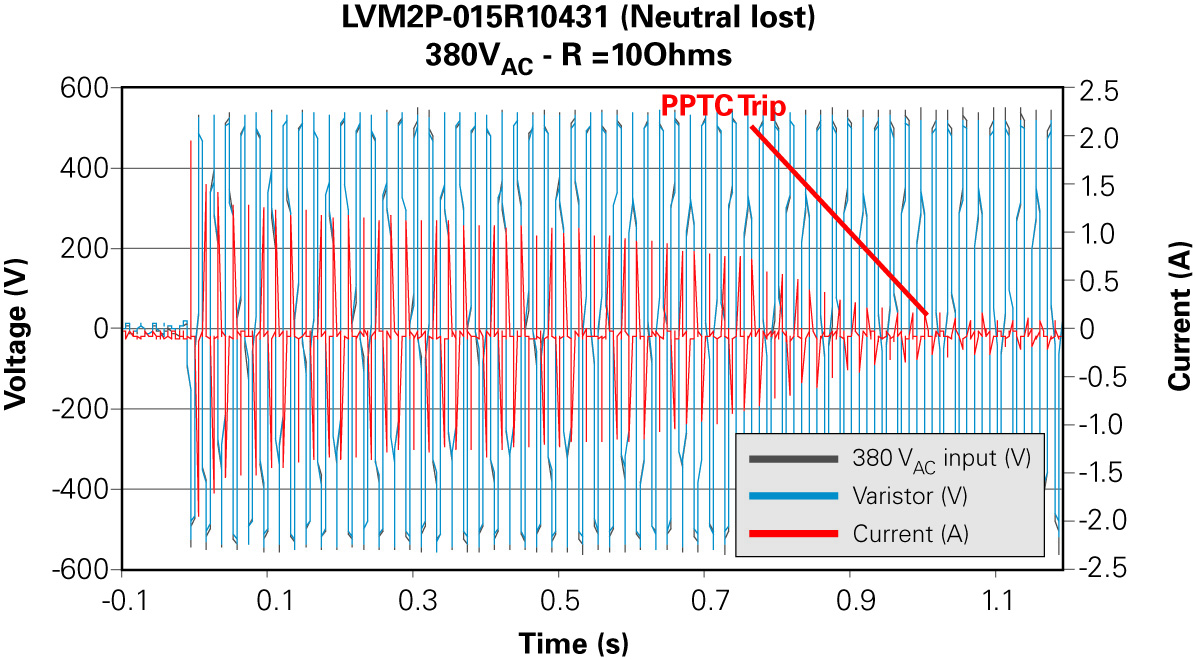 LVM2P-015R10431 (Neutral lost)
380VAC - R =10Ohms
PPTC Trip
600
400
200
0
-200
-400
-600
Voltage (V)
2.5
2.0
1.5
1.0
0.5
0
-0.5
-1.0
-1.5
-2.0
-2.5
Current (A)
380 VAC input (V)
Varistor (V)
Current (A)
-0.1
0.1
0.3
0.5
0.7
0.9
1.1
Time (s)